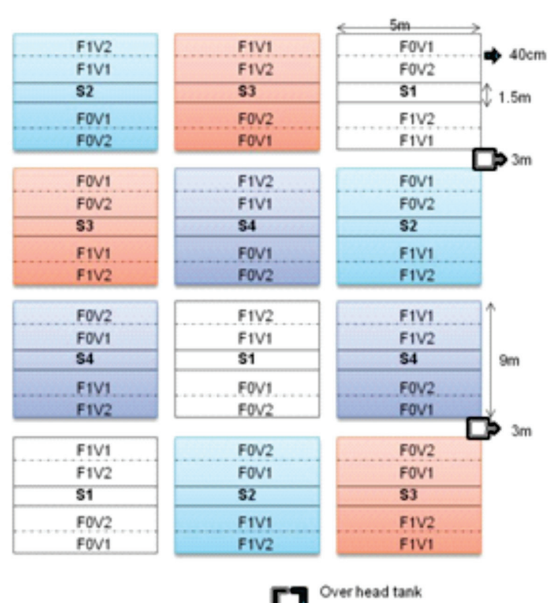 5m
F1V2 F1V1 F0V1
40cm
F1V1 F1V2 F0V2
S2 S3 S1
1.5m
F0V1 F0V2 F1V2
F0V2 F0V1 F1V1
3m
F0V1 F1V2 F0V1
F0V2 F1V1 F0V2
S3 S4 S2
F1V1 F0V1 F1V1
F1V2 F0V2 F1V2
F0V2 F1V2 F1V1
F0V1 F1V1 F1V2
S4 S1 S4
9m
F1V1 F0V1 F0V2
F1V2 F0V2 F0V1
3m
F1V1 F0V2 F0V2
F1V2 F0V1 F0V1
S1 S2 S3
F0V2 F1V1 F1V2
F0V1 F1V2 F1V1
Over head tank